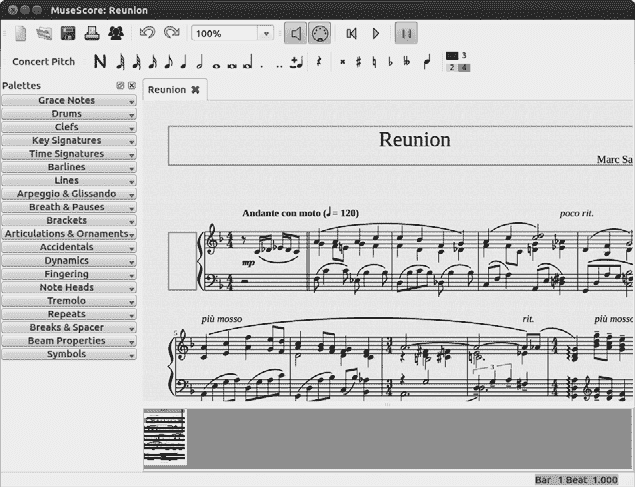 MuseScore: Reunion
100%
Concert Pitch
N
3
2 4
Palettes
Reunion
Grace Notes
Drums
Clefs
Key Signatures
Time Signatures
Barlines
Lines
Arpeggio & Glissando
Breath & Pauses
Brackets
Articulations & Ornaments
Accidentals
Dynamics
Fingering
Note Heads
Tremolo
Repeats
Breaks & Spacer
Beam Properties
Symbols
Reunion
Marc Sa
Andante con moto (♩ = 120)
poco rit.
mp
più mosso
rit.
più moss
5
3
Bar 1 Beat 1.000